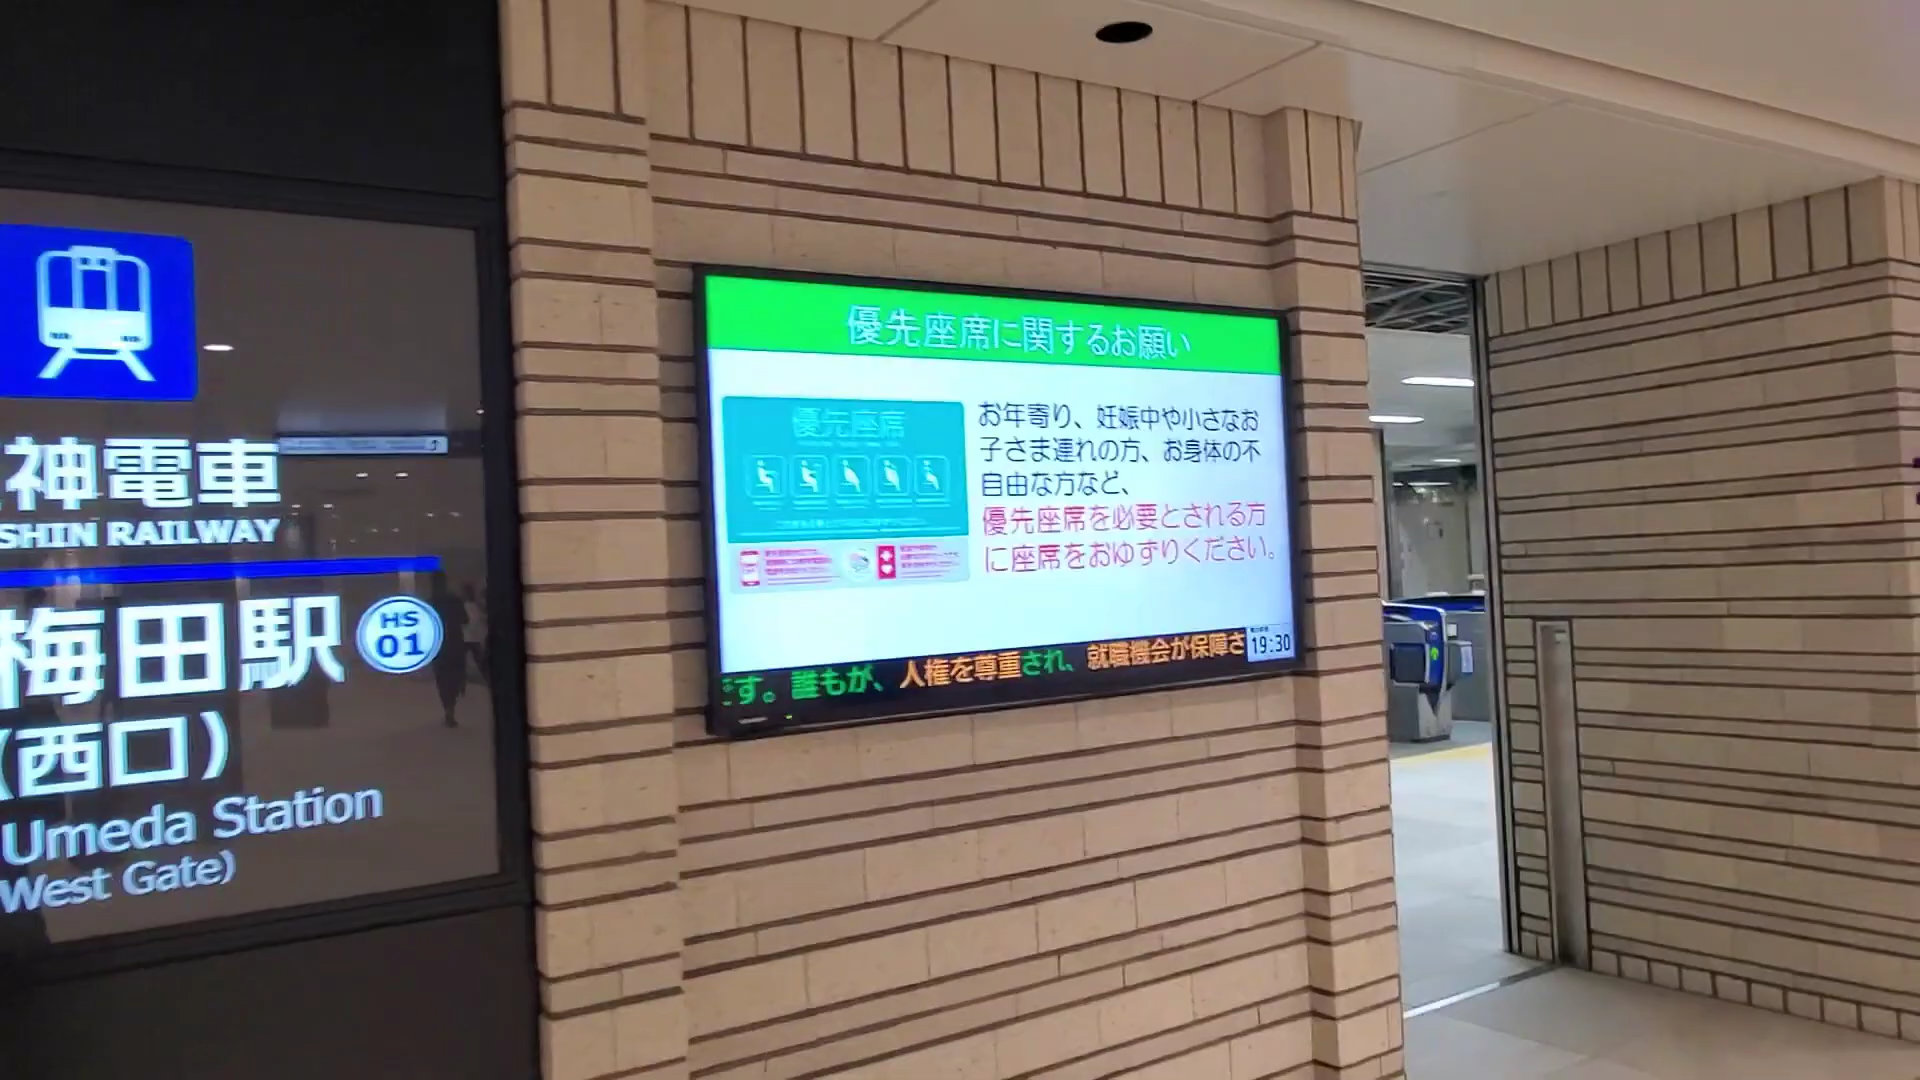 神電車
SHIN RAILWAY
梅田駅
HS
01
(西口)
Umeda Station
West Gate)
優先座席に関するお願い
優先座席
お年寄り、妊娠中や小さなお
子さま連れの方、お身体の不
自由な方など、
優先座席を必要とされる方
に座席をおゆずりください。
す。誰もが、人権を尊重され、就職機会が保障さ
19:30